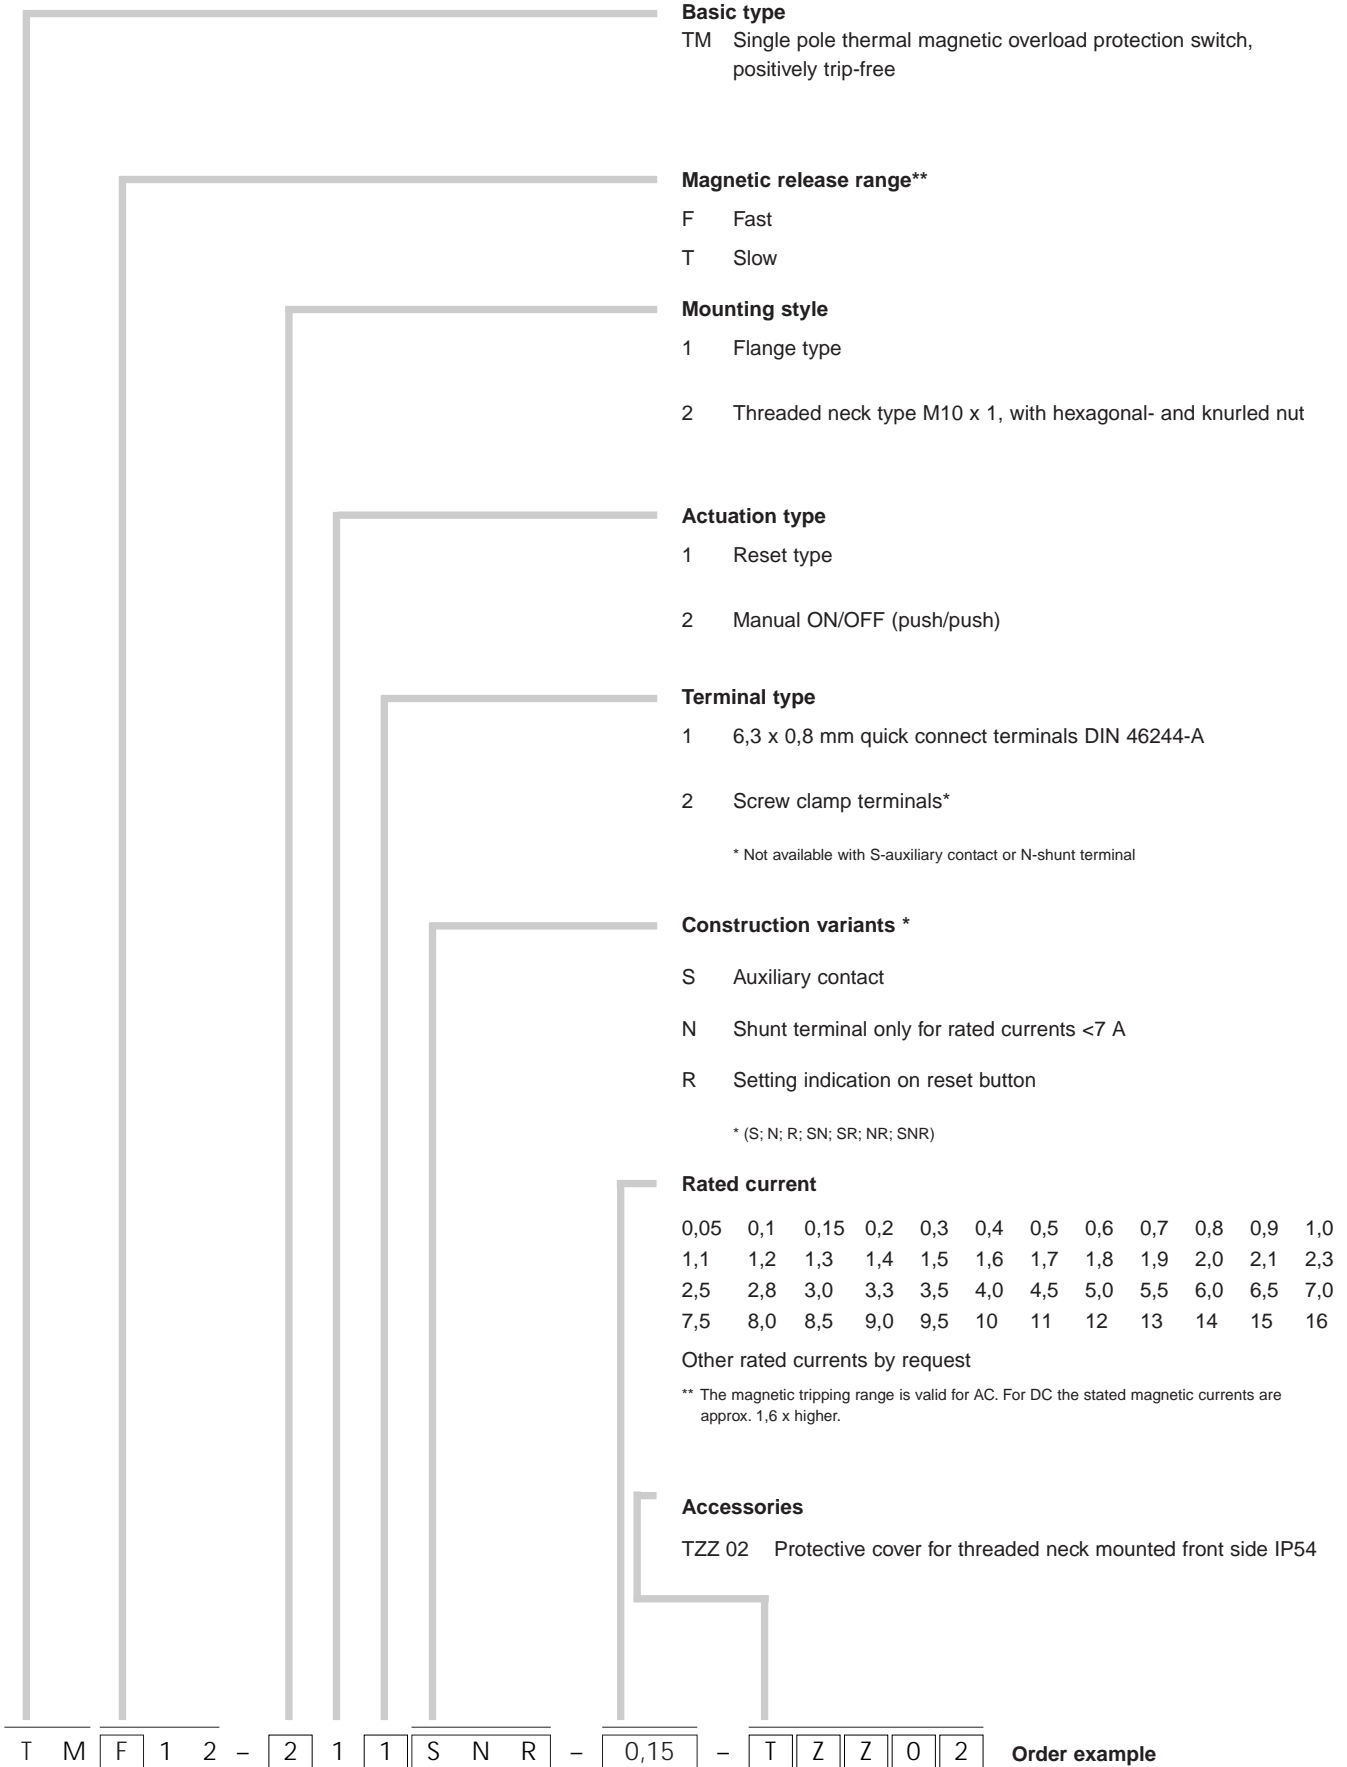 Basic type
TM Single pole thermal magnetic overload protection switch,
positively trip-free
Magnetic release range**
F Fast
T Slow
Mounting style
1 Flange type
2 Threaded neck type M10 x 1, with hexagonal- and knurled nut
Actuation type
1 Reset type
2 Manual ON/OFF (push/push)
Terminal type
1 6,3 x 0,8 mm quick connect terminals DIN 46244-A
2 Screw clamp terminals*
* Not available with S-auxiliary contact or N-shunt terminal
Construction variants *
S Auxiliary contact
N Shunt terminal only for rated currents <7 A
R Setting indication on reset button
* (S; N; R; SN; SR; NR; SNR)
Rated current
0,05 0,1 0,15 0,2 0,3 0,4 0,5 0,6 0,7 0,8 0,9 1,0
1,1 1,2 1,3 1,4 1,5 1,6 1,7 1,8 1,9 2,0 2,1 2,3
2,5 2,8 3,0 3,3 3,5 4,0 4,5 5,0 5,5 6,0 6,5 7,0
7,5 8,0 8,5 9,0 9,5 10 11 12 13 14 15 16
Other rated currents by request
** The magnetic tripping range is valid for AC. For DC the stated magnetic currents are
approx. 1,6 x higher.
Accessories
TZZ 02 Protective cover for threaded neck mounted front side IP54
T M F 1 2 – 2 1 1 S N R – 0,15 – T Z Z 0 2 Order example